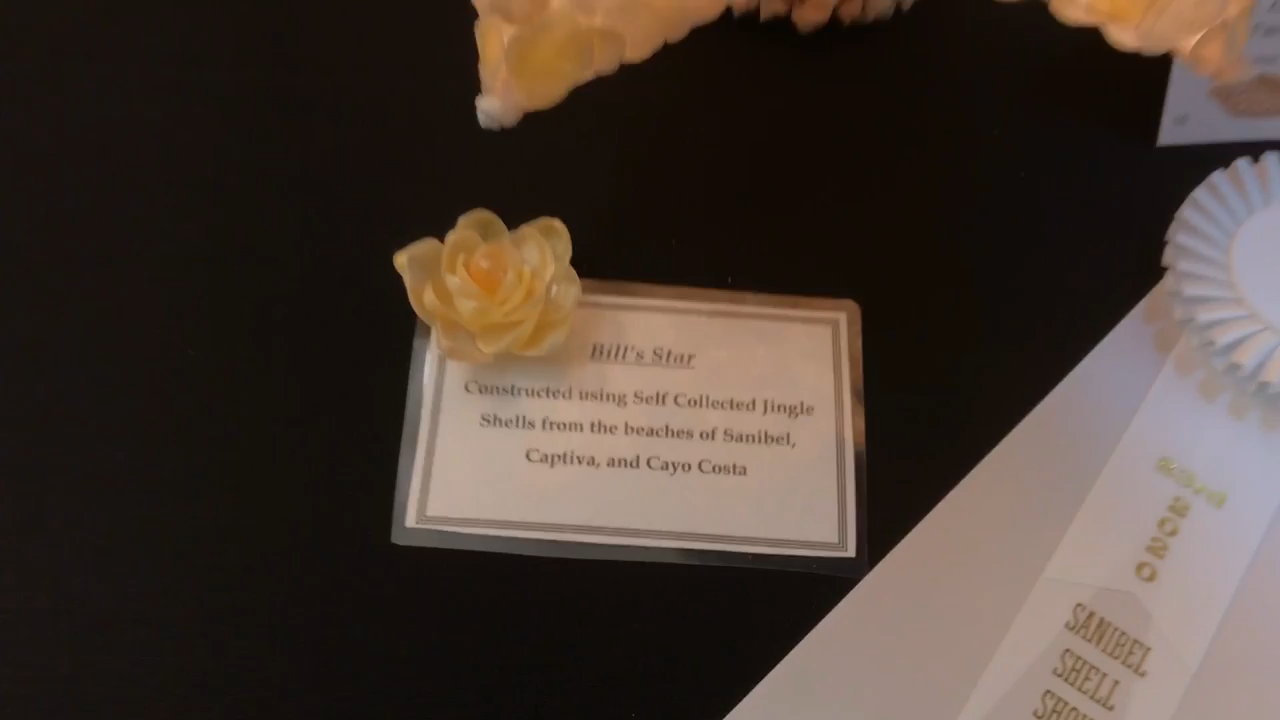 Bill's Star
Constructed using Self Collected Jingle
Shells from the beaches of Sanibel,
Captiva, and Cayo Costa
SANIBEL
SHELL